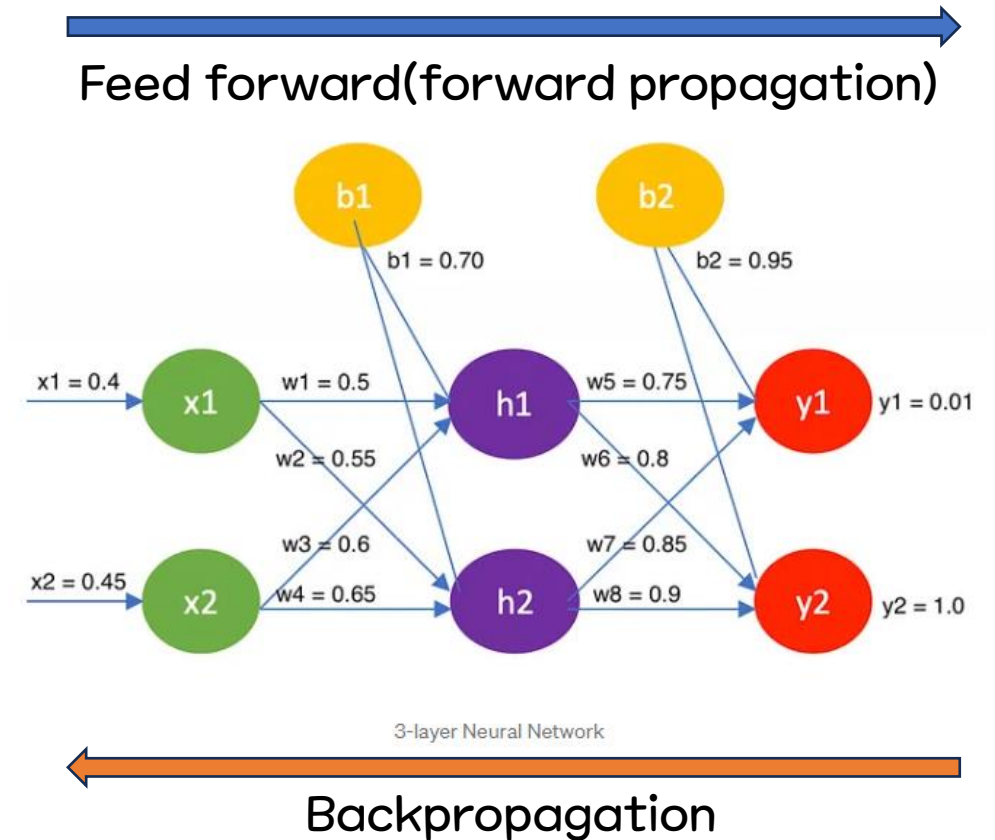 Feed forward(forward propagation)
b1
b2
b1 = 0.70
b2 = 0.95
x1 = 0.4
x1
w1 = 0.5
h1
w5 = 0.75
y1
y1 = 0.01
w2 = 0.55
w6 = 0.8
w3 = 0.6
w7 = 0.85
x2 = 0.45
x2
w4 = 0.65
h2
w8 = 0.9
y2
y2 = 1.0
3-layer Neural Network
Backpropagation